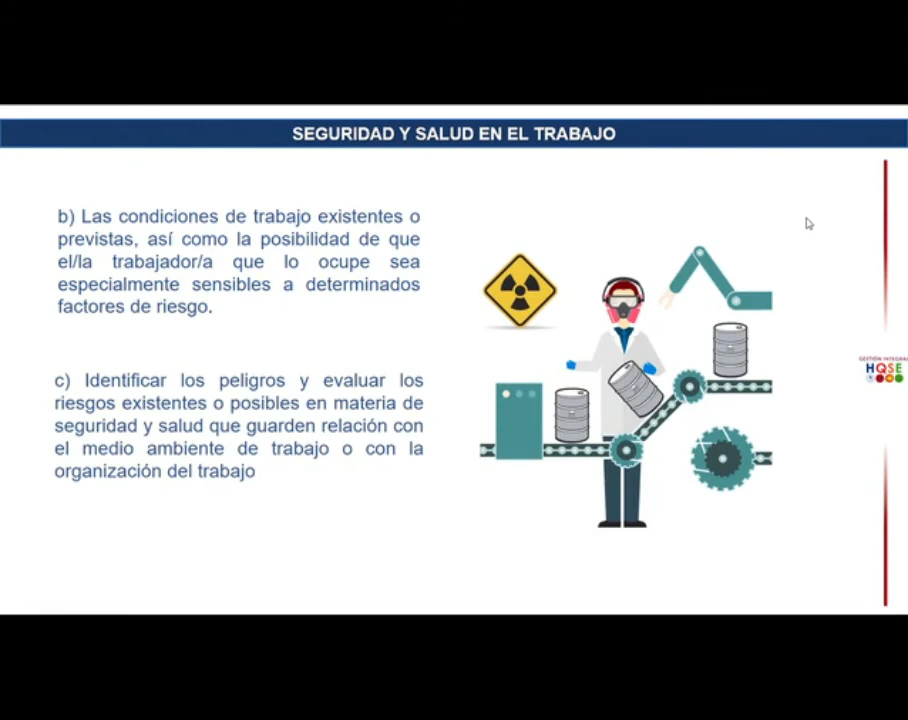 SEGURIDAD Y SALUD EN EL TRABAJO
b) Las condiciones de trabajo existentes o
previstas, así como la posibilidad de que
el/la trabajador/a que lo ocupe sea
especialmente sensibles a determinados
factores de riesgo.
c) Identificar los peligros y evaluar los
riesgos existentes o posibles en materia de
seguridad y salud que guarden relación con
el medio ambiente de trabajo o con la
organización del trabajo
GESTIÓN INTEGRAL
HQSE